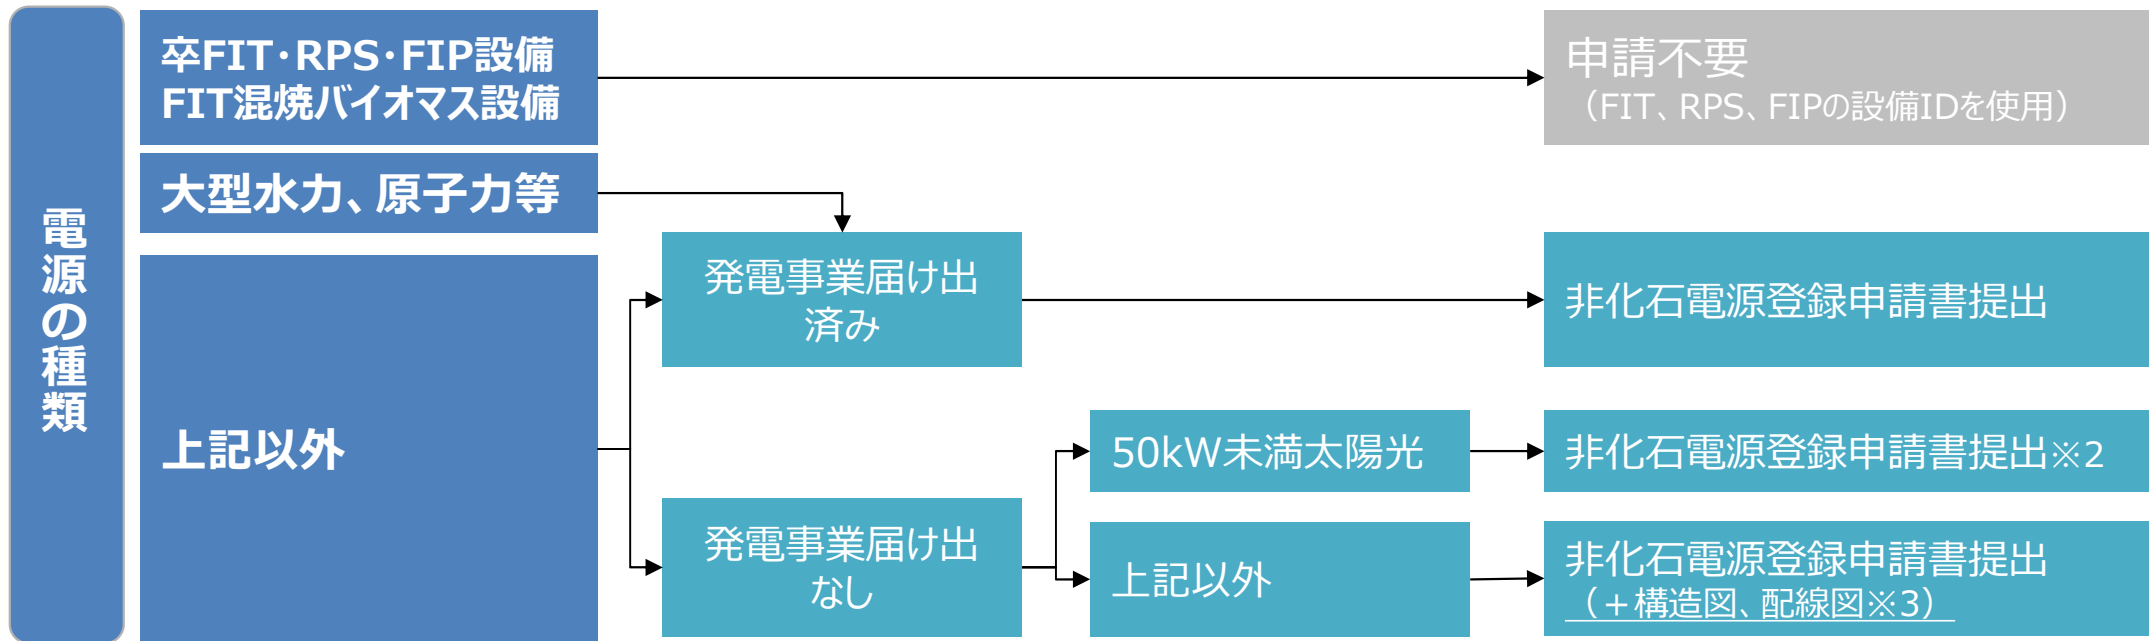 電源の種類
卒FIT・RPS・FIP設備
FIT混焼バイオマス設備
申請不要
（FIT、RPS、FIPの設備IDを使用）
大型水力、原子力等
上記以外
発電事業届け出
済み
非化石電源登録申請書提出
発電事業届け出
なし
50kW未満太陽光
非化石電源登録申請書提出※2
上記以外
非化石電源登録申請書提出
（＋構造図、配線図※3）